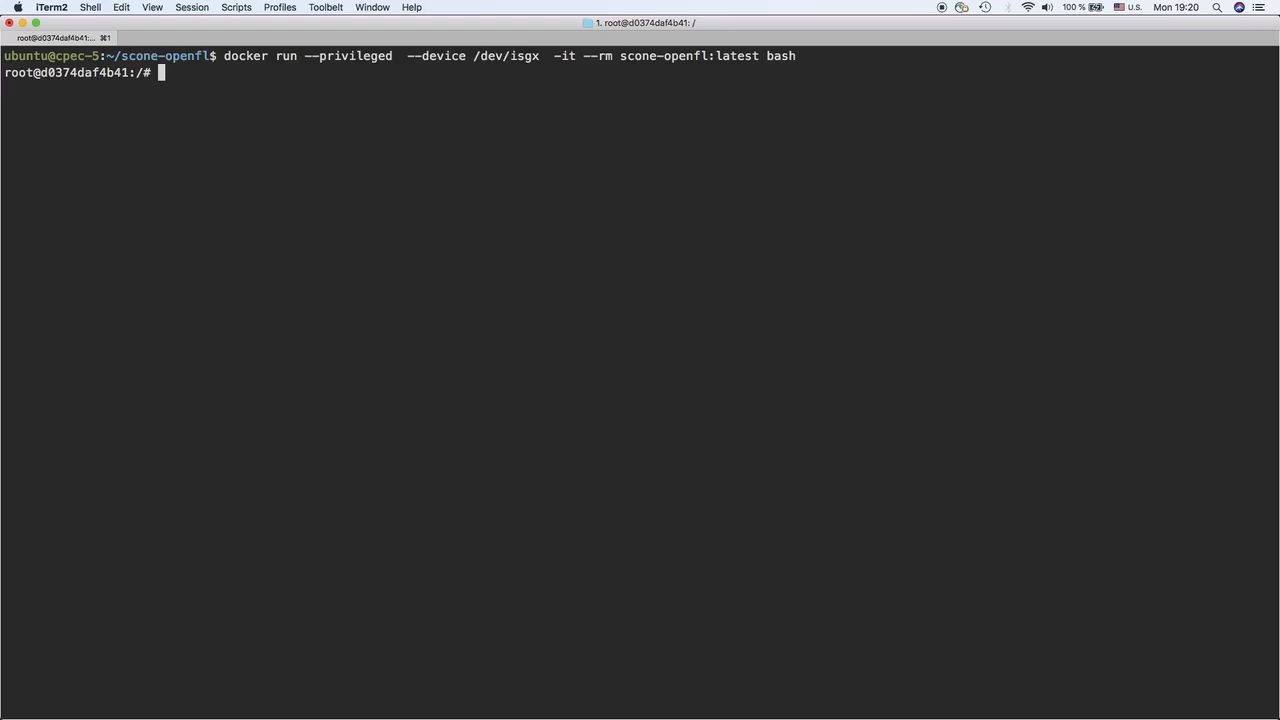 iTerm2 Shell Edit View Session Scripts Profiles Toolbelt Window Help 100 % U.S. Mon 19:20
1. root@d0374daf4b41: /
root@d0374daf4b41:... ⌘1
ubuntu@cpec-5:~/scone-openfl$ docker run --privileged  --device /dev/isgx  -it --rm scone-openfl:latest bash
root@d0374daf4b41:/#